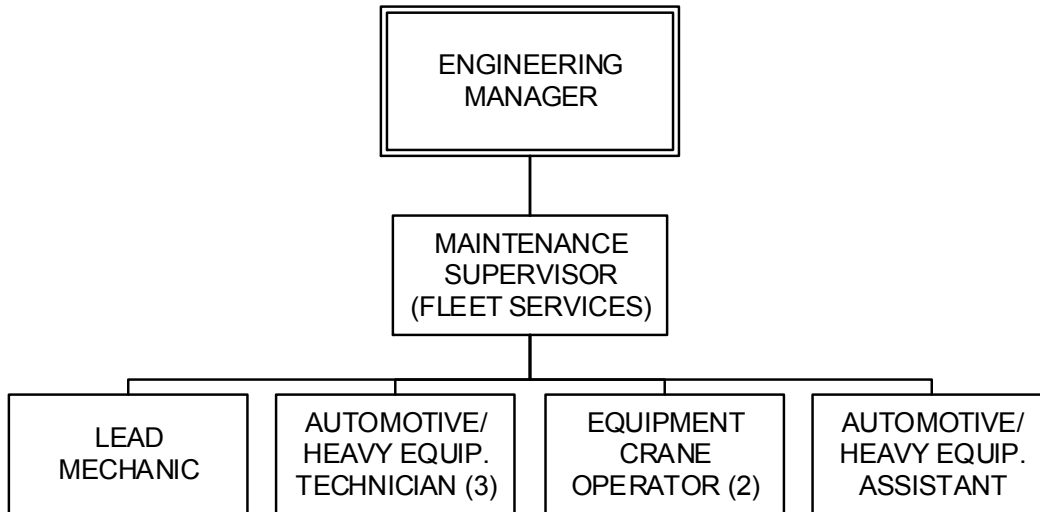 ENGINEERING
MANAGER
MAINTENANCE
SUPERVISOR
(FLEET SERVICES)
LEAD
MECHANIC
AUTOMOTIVE/
HEAVY EQUIP.
TECHNICIAN (3)
EQUIPMENT
CRANE
OPERATOR (2)
AUTOMOTIVE/
HEAVY EQUIP.
ASSISTANT